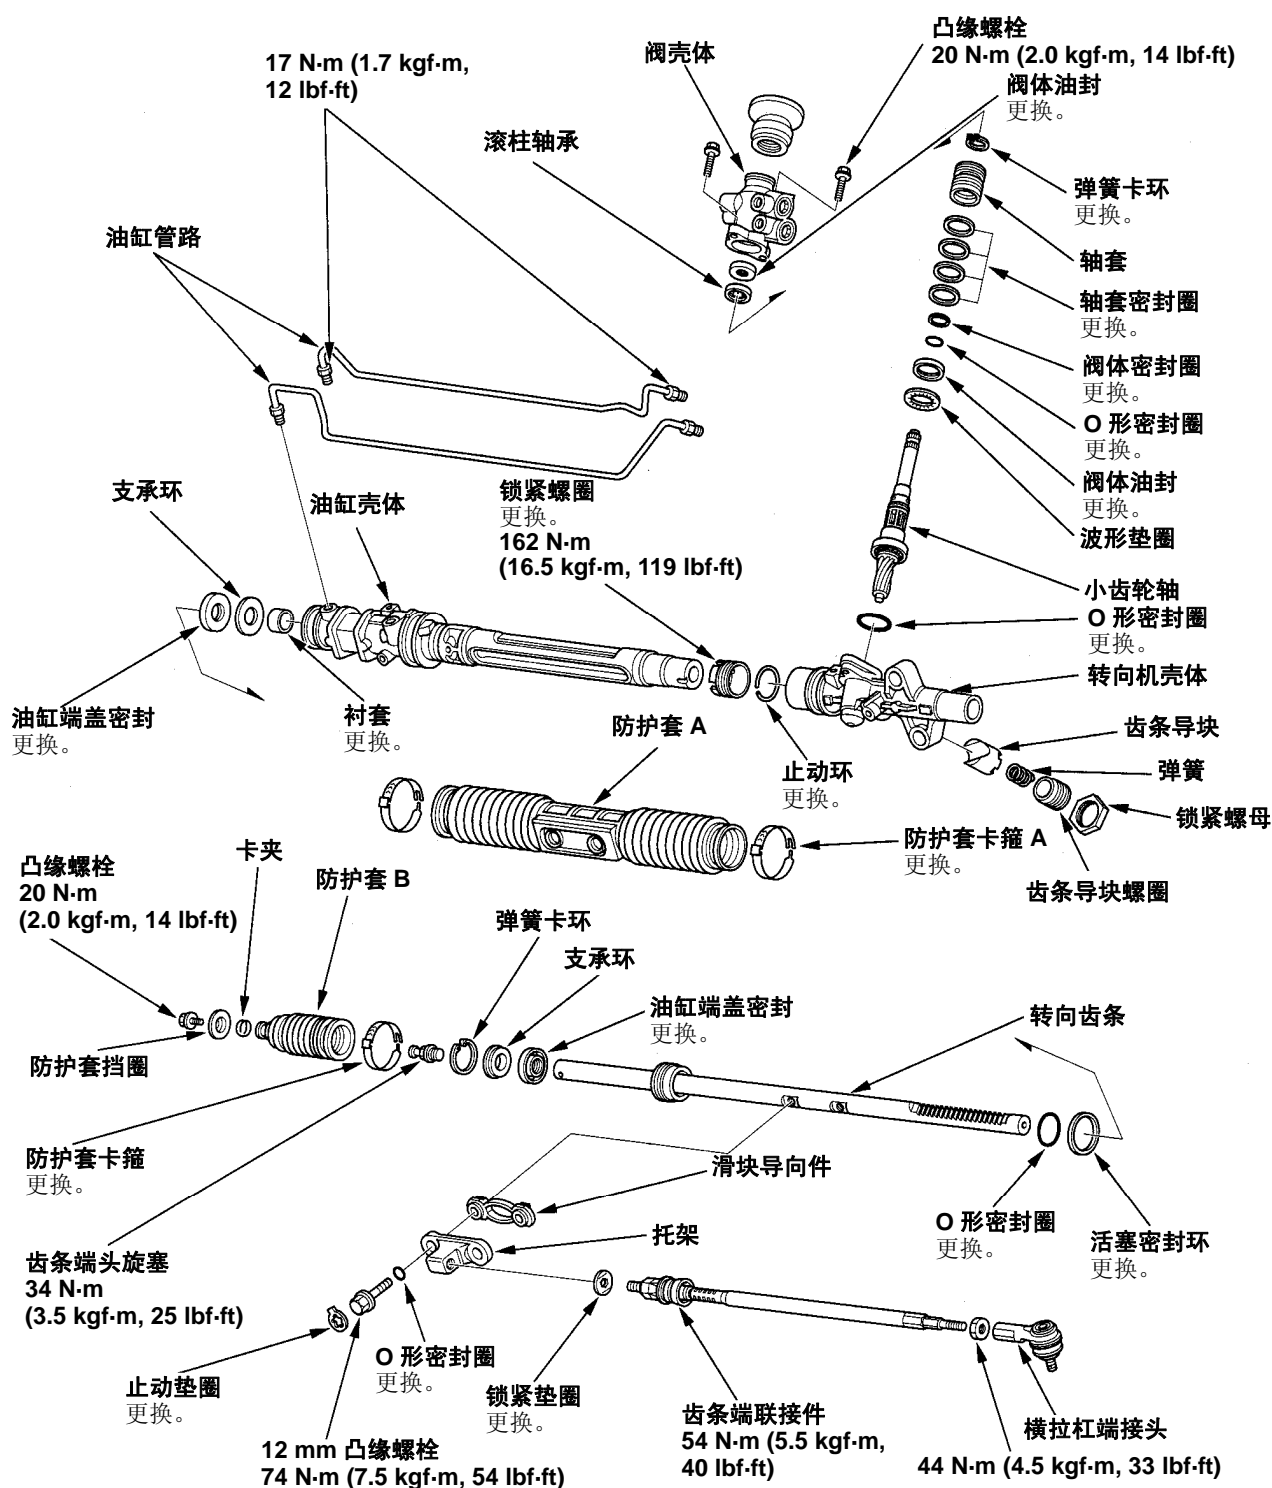 凸缘螺栓
20 N·m (2.0 kgf·m, 14 lbf·ft)
阀壳体
17 N·m (1.7 kgf·m,
12 lbf·ft)
阀体油封
更换。
滚柱轴承
弹簧卡环
更换。
油缸管路
轴套
轴套密封圈
更换。
阀体密封圈
更换。
O 形密封圈
更换。
阀体油封
更换。
波形垫圈
支承环
油缸壳体
锁紧螺圈
更换。
162 N·m
(16.5 kgf·m, 119 lbf·ft)
小齿轮轴
O 形密封圈
更换。
转向机壳体
油缸端盖密封
更换。
衬套
更换。
防护套 A
止动环
更换。
齿条导块
弹簧
锁紧螺母
防护套卡箍 A
更换。
齿条导块螺圈
凸缘螺栓
20 N·m
(2.0 kgf·m, 14 lbf·ft)
卡夹
防护套 B
弹簧卡环
支承环
油缸端盖密封
更换。
转向齿条
防护套挡圈
防护套卡箍
更换。
滑块导向件
O 形密封圈
更换。
活塞密封环
更换。
托架
齿条端头旋塞
34 N·m
(3.5 kgf·m, 25 lbf·ft)
止动垫圈
更换。
O 形密封圈
更换。
锁紧垫圈
更换。
齿条端联接件
54 N·m (5.5 kgf·m,
40 lbf·ft)
横拉杠端接头
12 mm 凸缘螺栓
74 N·m (7.5 kgf·m, 54 lbf·ft)
44 N·m (4.5 kgf·m, 33 lbf·ft)